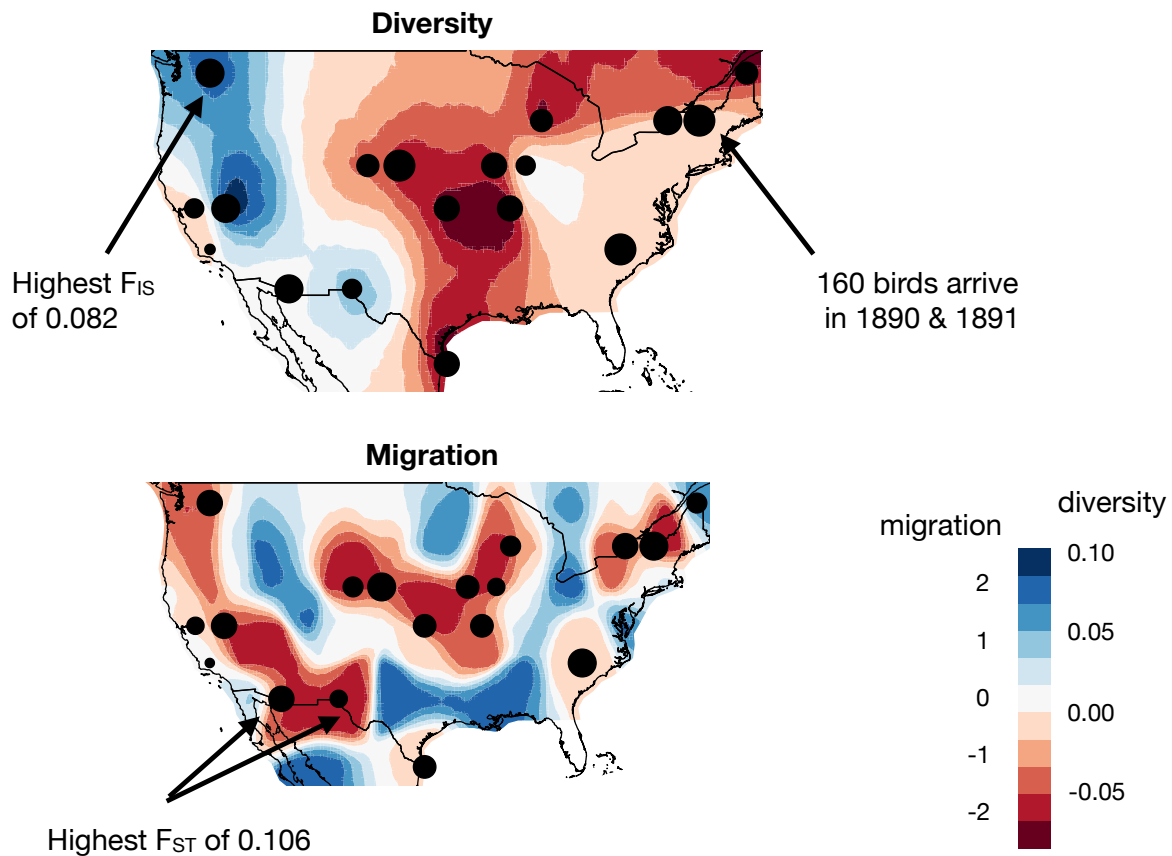 Diversity
Highest FIS
of 0.082
160 birds arrive
in 1890 & 1891
Migration
migration
diversity
2
1
0
-1
-2
0.10
0.05
0.00
-0.05
Highest FST of 0.106